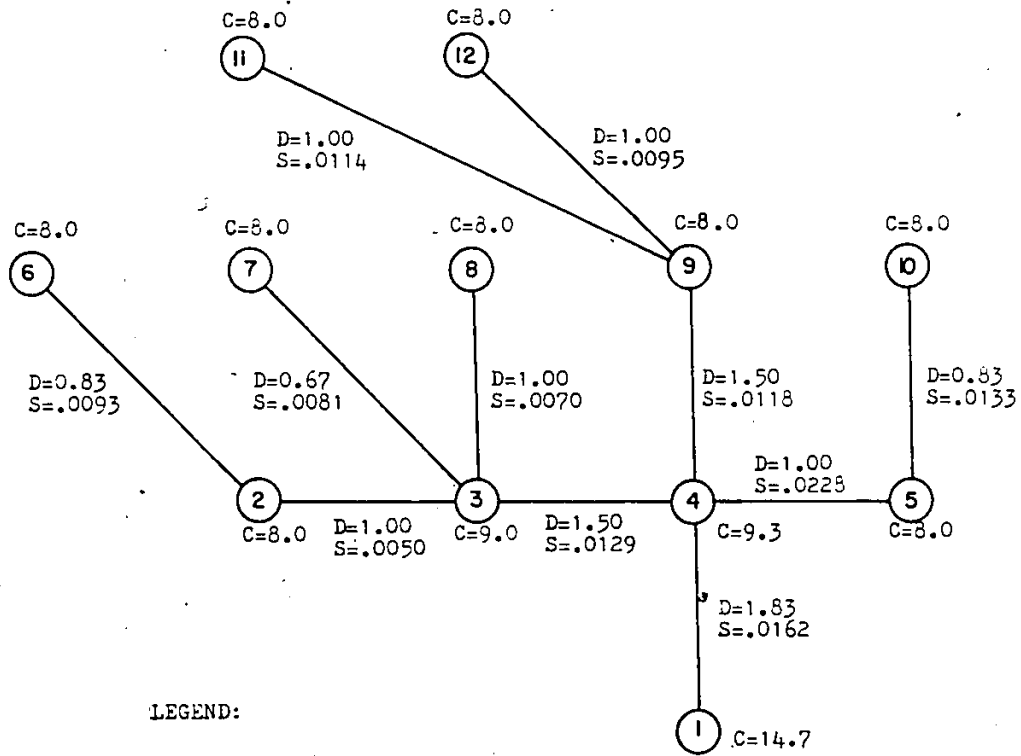 C=8.0
C=8.0
11
12
D=1.00
S=.0114
D=1.00
S=.0095
C=8.0
C=8.0
C=8.0
C=8.0
C=8.0
6
7
8
9
10
D=0.83
S=.0093
D=0.67
S=.0081
D=1.00
S=.0070
D=1.50
S=.0118
D=0.83
S=.0133
D=1.00
S=.0228
2
3
4
5
C=8.0
D=1.00
S=.0050
C=9.0
D=1.50
S=.0129
C=9.3
C=8.0
D=1.83
S=.0162
LEGEND:
1
C=14.7